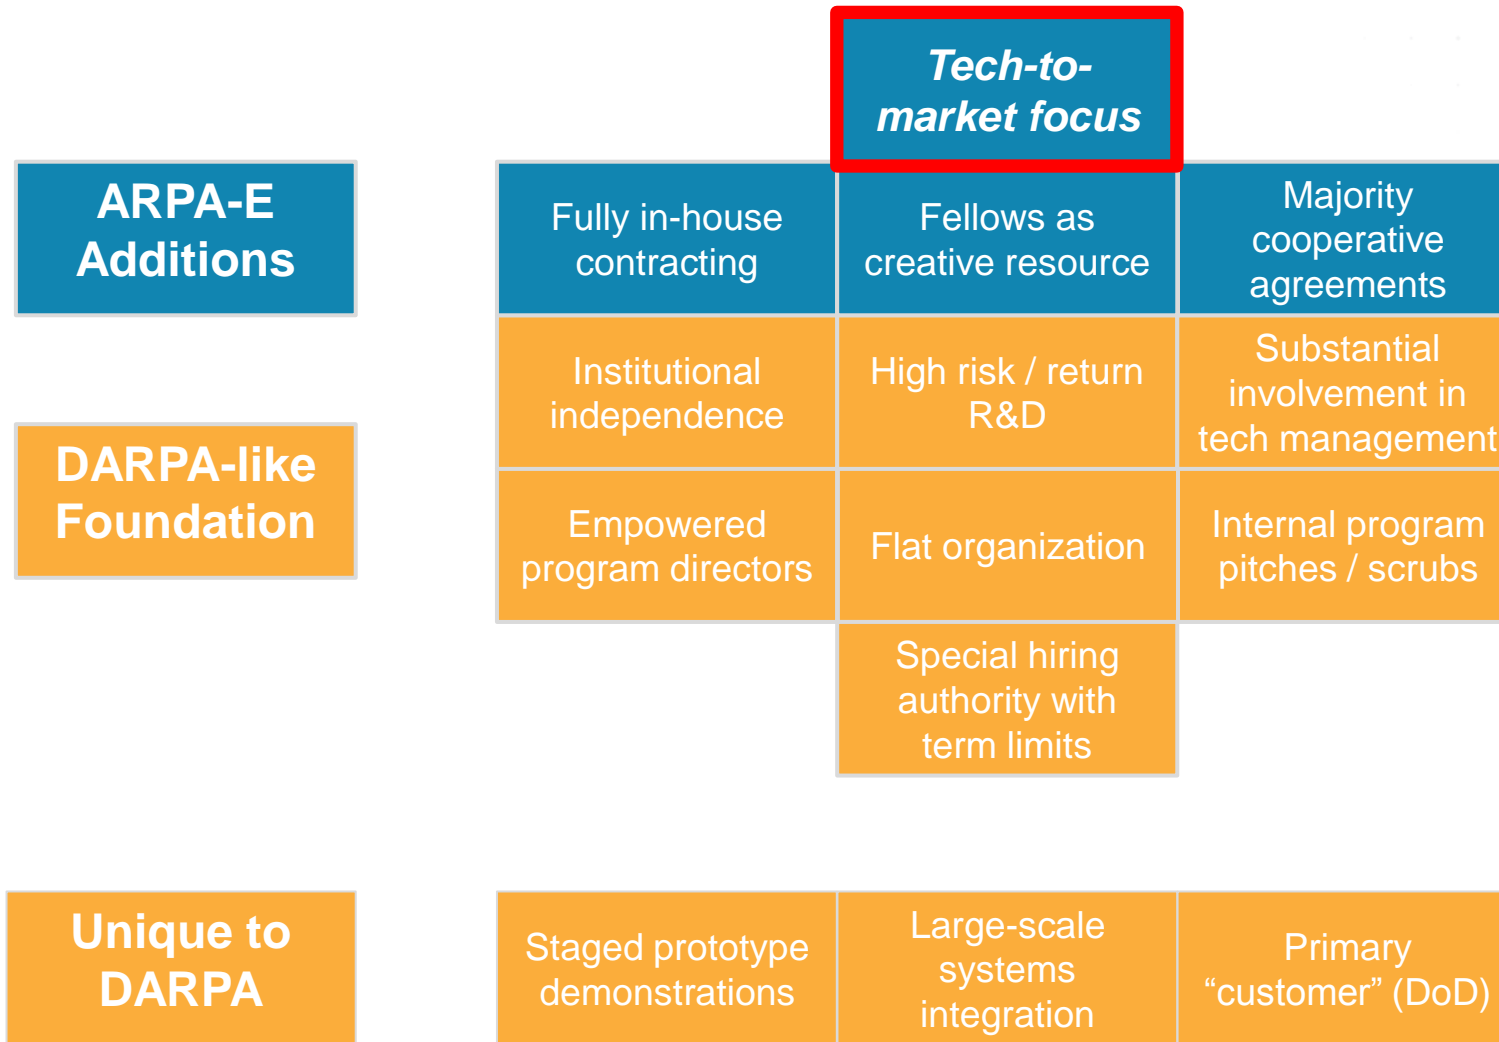 Tech-to-
market focus
ARPA-E
Additions
Fully in-house
contracting
Fellows as
creative resource
Majority
cooperative
agreements
DARPA-like
Foundation
Institutional
independence
High risk / return
R&D
Substantial
involvement in
tech management
Empowered
program directors
Flat organization
Internal program
pitches / scrubs
Special hiring
authority with
term limits
Unique to
DARPA
Staged prototype
demonstrations
Large-scale
systems
integration
Primary
“customer” (DoD)